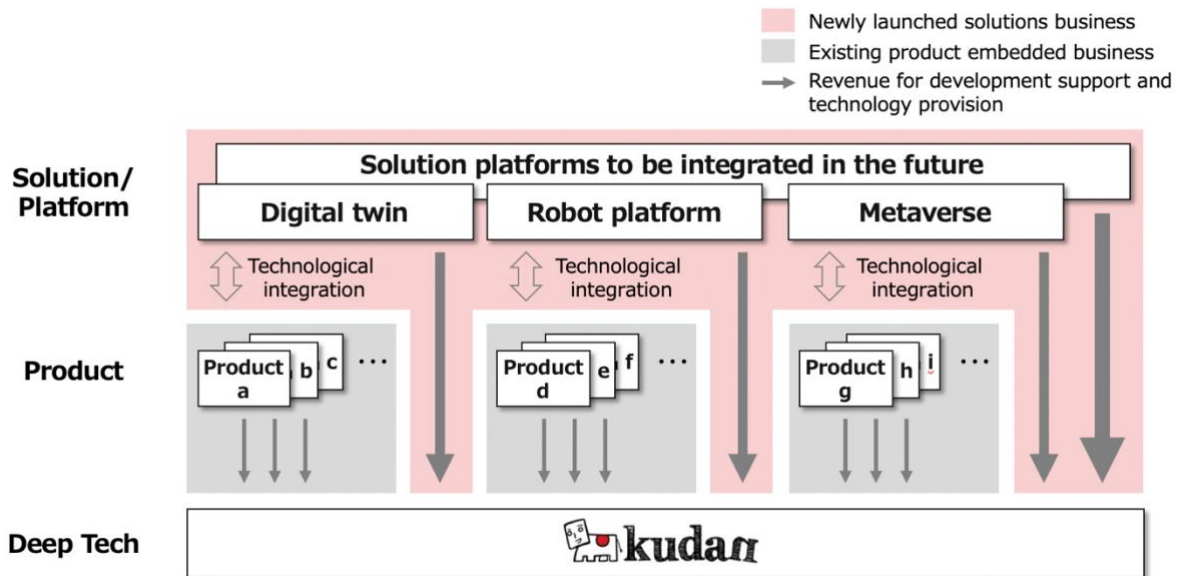 Newly launched solutions business
Existing product embedded business
Revenue for development support and
technology provision
Solution/
Platform
Solution platforms to be integrated in the future
Digital twin
Robot platform
Metaverse
Technological
integration
Technological
integration
Technological
integration
Product
Product
a
b
c
...
Product
d
e
f
...
Product
g
h
i
...
Deep Tech
kudan